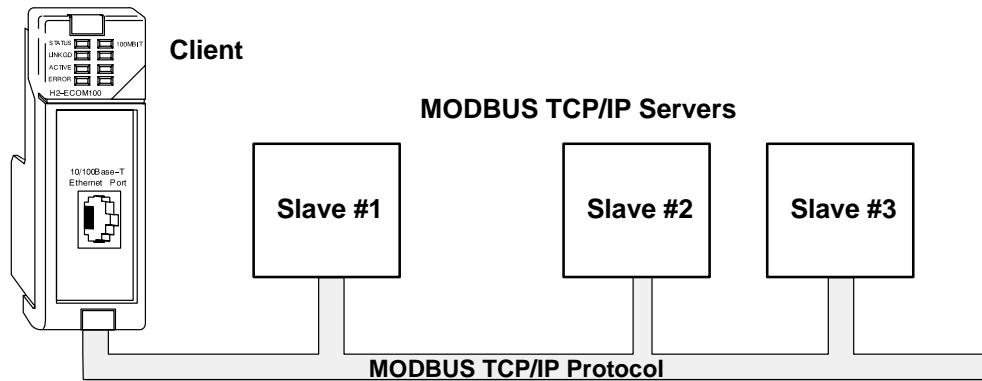 STATUS
100MBIT
LINKGD
ACTIVE
ERROR
H2-ECOM100
Client
MODBUS TCP/IP Servers
10/100Base-T
Ethernet Port
Slave #1
Slave #2
Slave #3
MODBUS TCP/IP Protocol